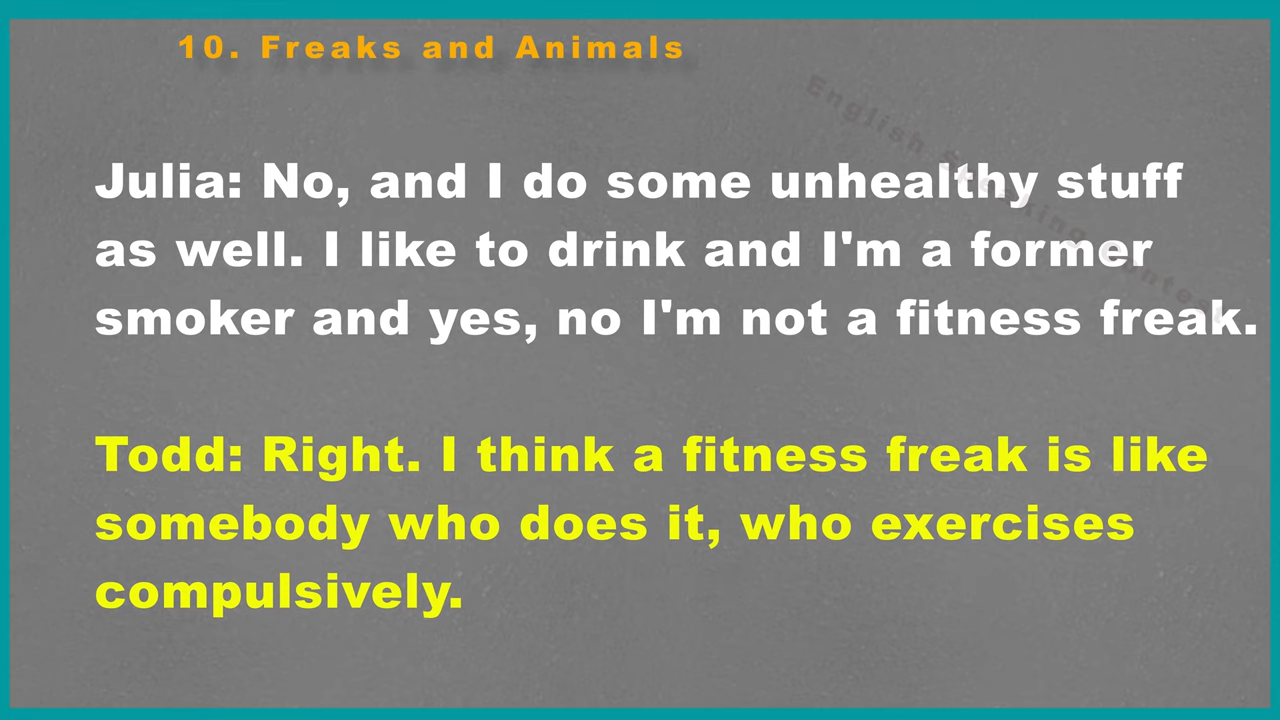 10. Freaks and Animals
English Speaking
Julia: No, and I do some unhealthy stuff
as well. I like to drink and I'm a former
smoker and yes, no I'm not a fitness freak.
Todd: Right. I think a fitness freak is like
somebody who does it, who exercises
compulsively.